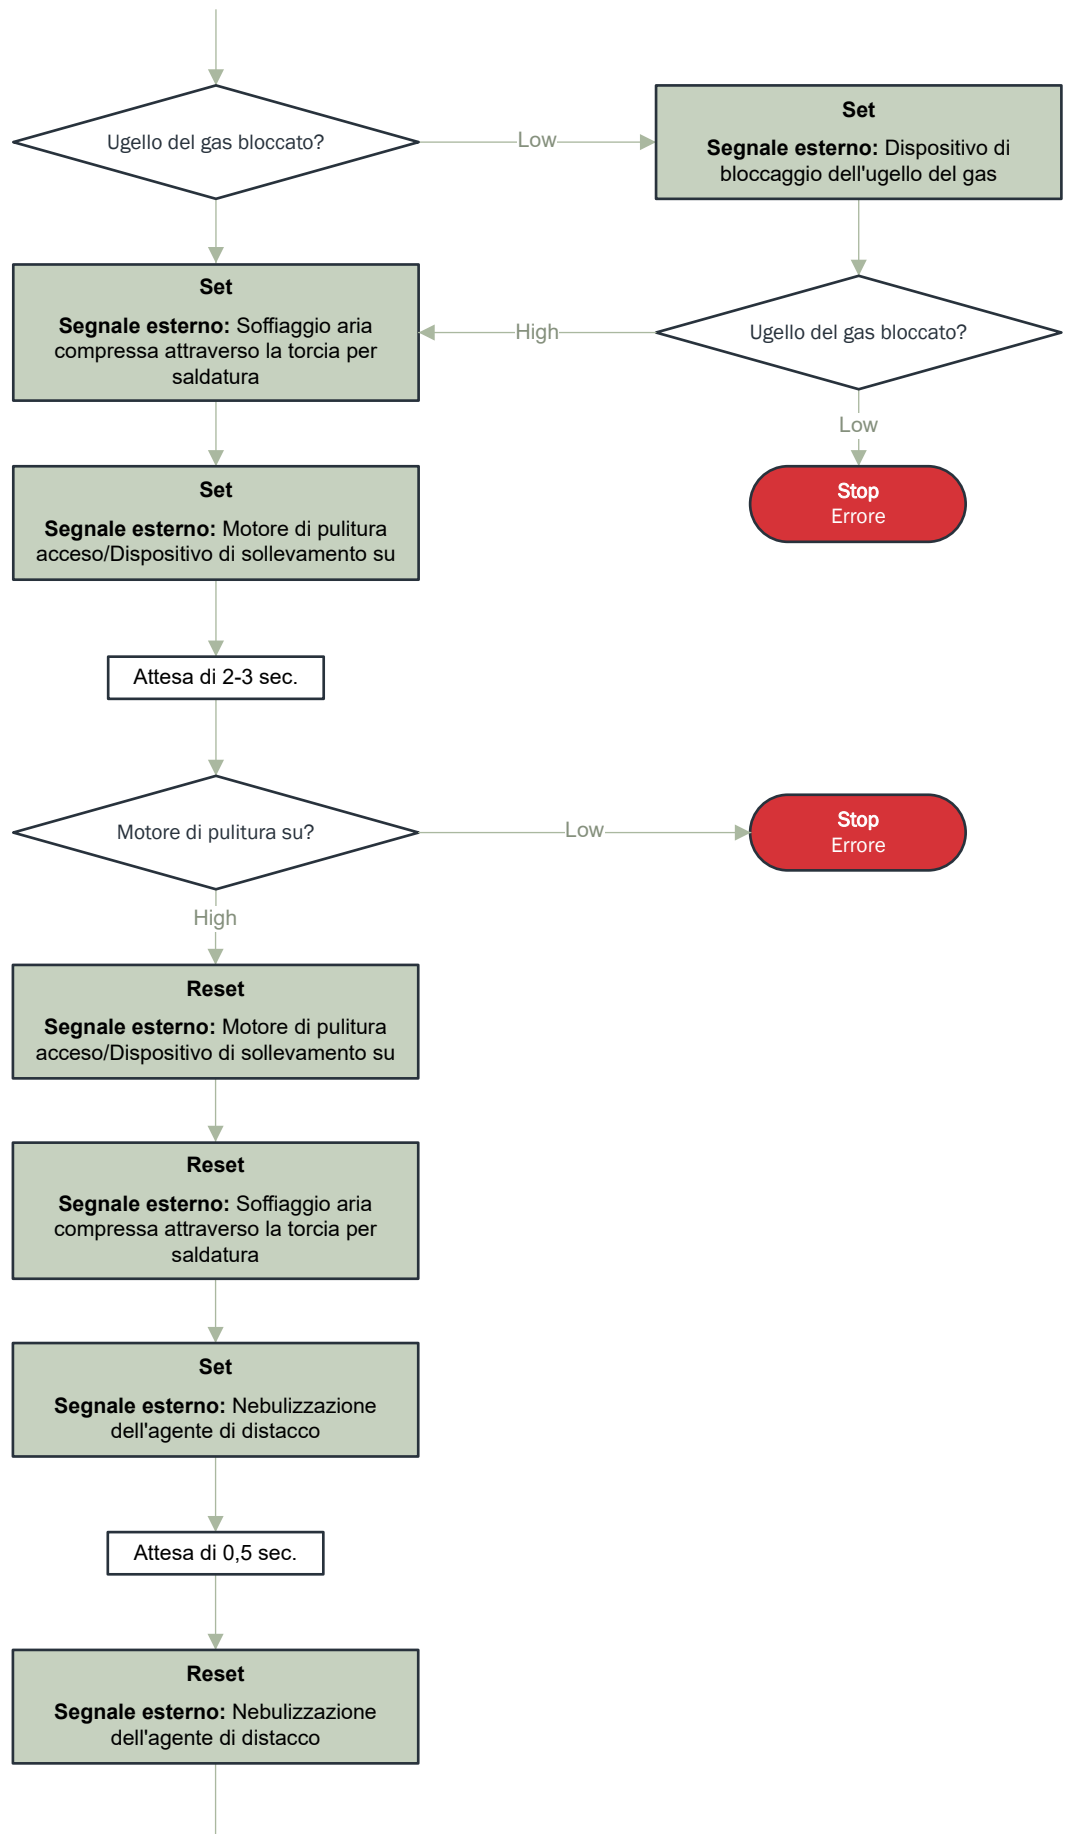 Ugello del gas bloccato?
Low
Set
Segnale esterno: Dispositivo di
bloccaggio dell'ugello del gas
Set
Segnale esterno: Soffiaggio aria
compressa attraverso la torcia per
saldatura
High
Ugello del gas bloccato?
Low
Stop
Errore
Set
Segnale esterno: Motore di pulitura
acceso/Dispositivo di sollevamento su
Attesa di 2-3 sec.
Motore di pulitura su?
Low
Stop
Errore
High
Reset
Segnale esterno: Motore di pulitura
acceso/Dispositivo di sollevamento su
Reset
Segnale esterno: Soffiaggio aria
compressa attraverso la torcia per
saldatura
Set
Segnale esterno: Nebulizzazione
dell'agente di distacco
Attesa di 0,5 sec.
Reset
Segnale esterno: Nebulizzazione
dell'agente di distacco